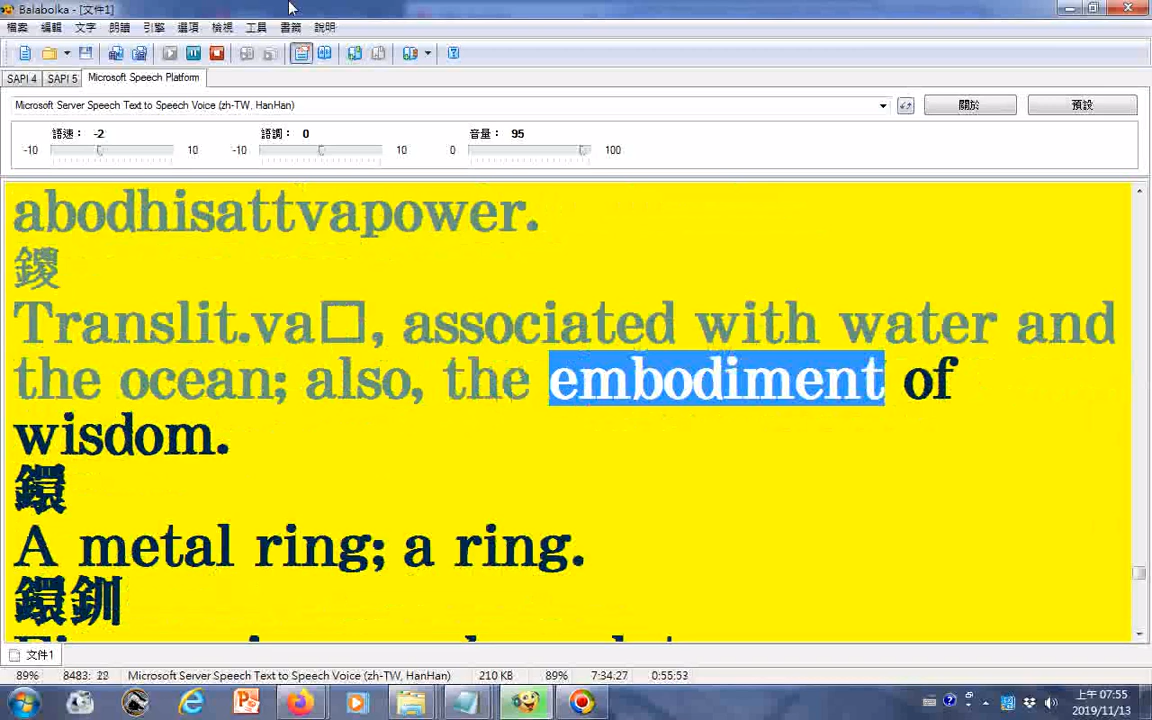 Balabolka - [文件1]
檔案 編輯 文字 朗讀 引擎 選項 檢視 工具 書籤 說明
SAPI 4 SAPI 5 Microsoft Speech Platform
Microsoft Server Speech Text to Speech Voice (zh-TW, HanHan) 關於 預設
語速： -2 語調： 0 音量： 95
-10 10 -10 10 0 100
abodhisattvapower.
鑁
Translit.va□, associated with water and
the ocean; also, the embodiment of
wisdom.
鐶
A metal ring; a ring.
鐶釧
文件1
89% 8483: 28 Microsoft Server Speech Text to Speech Voice (zh-TW, HanHan) 210 KB 89% 7:34:27 0:55:53
上午 07:55
2019/11/13